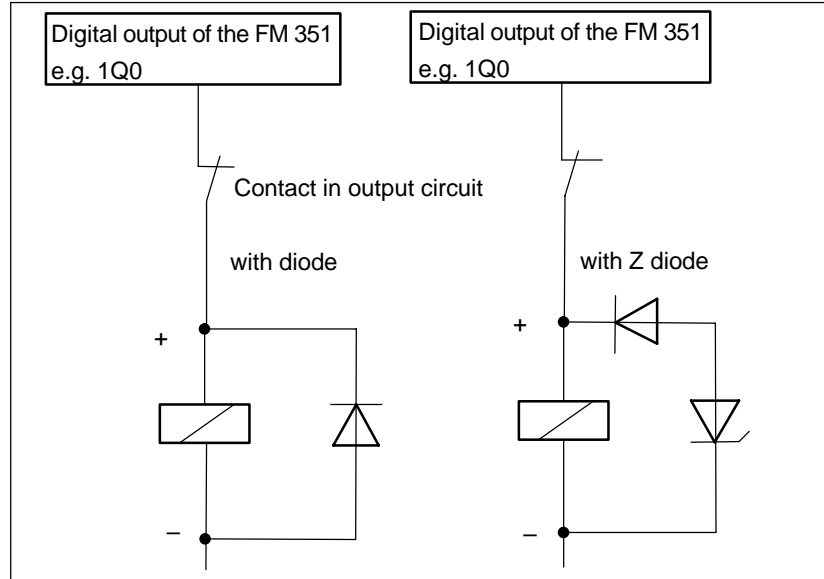 Digital output of the FM 351
e.g. 1Q0
Digital output of the FM 351
e.g. 1Q0
Contact in output circuit
with diode
with Z diode
+
+
–
–